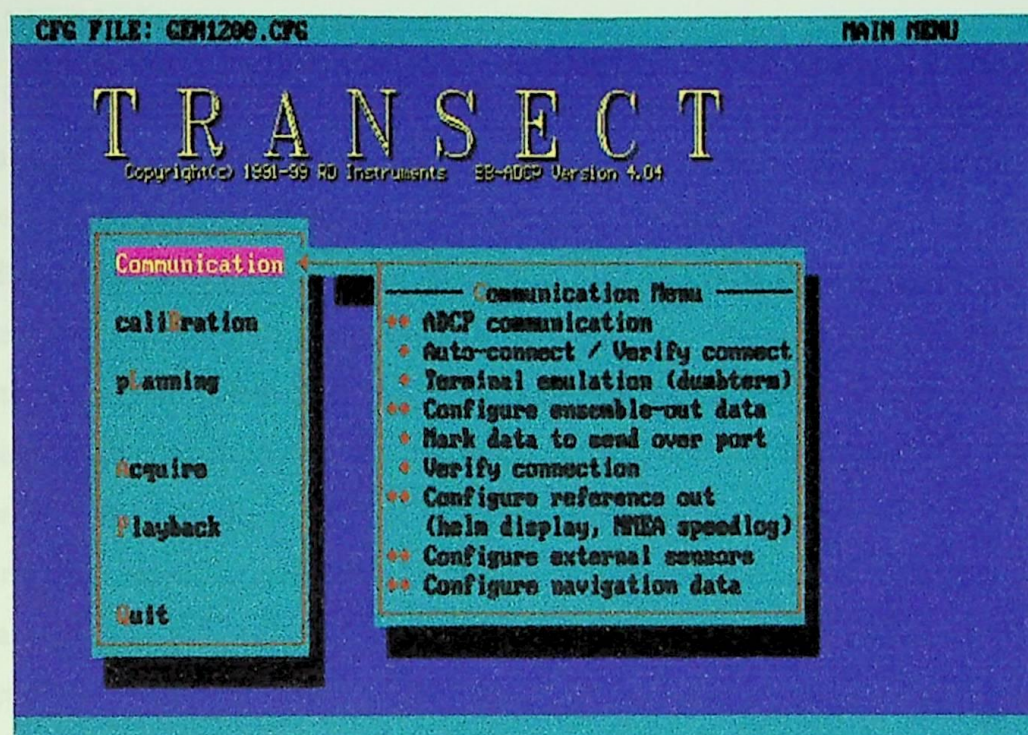 CFG FILE: GEM1200.CFG MAIN MENU
TRANSECT
Copyright(c) 1991-99 RD Instruments BB-ADCP Version 4.04
Communication
caliBration
pLanning
Acquire
Playback
Quit
Communication Menu
** ADCP communication
* Auto-connect / Verify connect
* Terminal emulation (dumbterm)
** Configure ensemble-out data
* Mark data to send over port
* Verify connection
** Configure reference out
(helm display, NMEA speedlog)
** Configure external sensors
** Configure navigation data